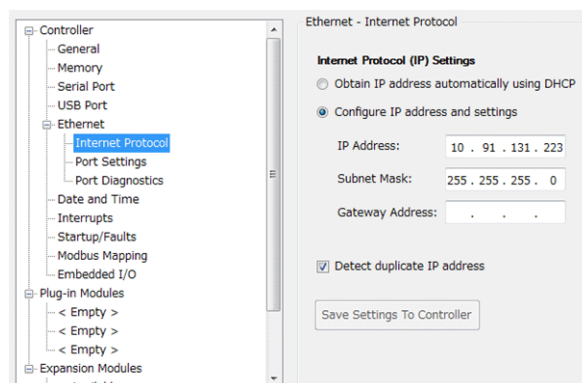 Controller
General
Memory
Serial Port
USB Port
Ethernet
Internet Protocol
Port Settings
Port Diagnostics
Date and Time
Interrupts
Startup/Faults
Modbus Mapping
Embedded I/O
Plug-in Modules
< Empty >
< Empty >
< Empty >
Expansion Modules
Ethernet - Internet Protocol
Internet Protocol (IP) Settings
Obtain IP address automatically using DHCP
Configure IP address and settings
IP Address: 10 . 91 . 131 . 223
Subnet Mask: 255 . 255 . 255 . 0
Gateway Address: . . .
Detect duplicate IP address
Save Settings To Controller